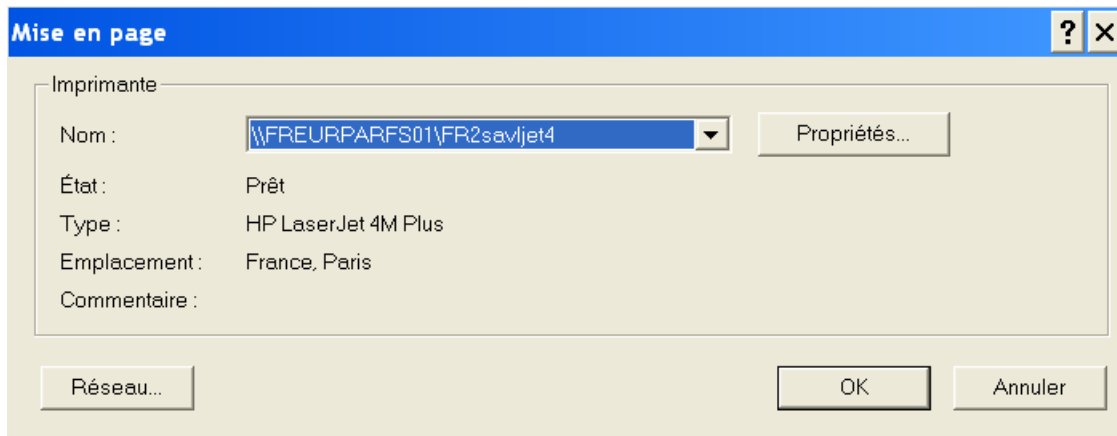 Mise en page
Imprimante
Nom : \\FREURPARFS01\FR2savljet4 Propriétés...
État : Prêt
Type : HP LaserJet 4M Plus
Emplacement : France, Paris
Commentaire :
Réseau... OK Annuler